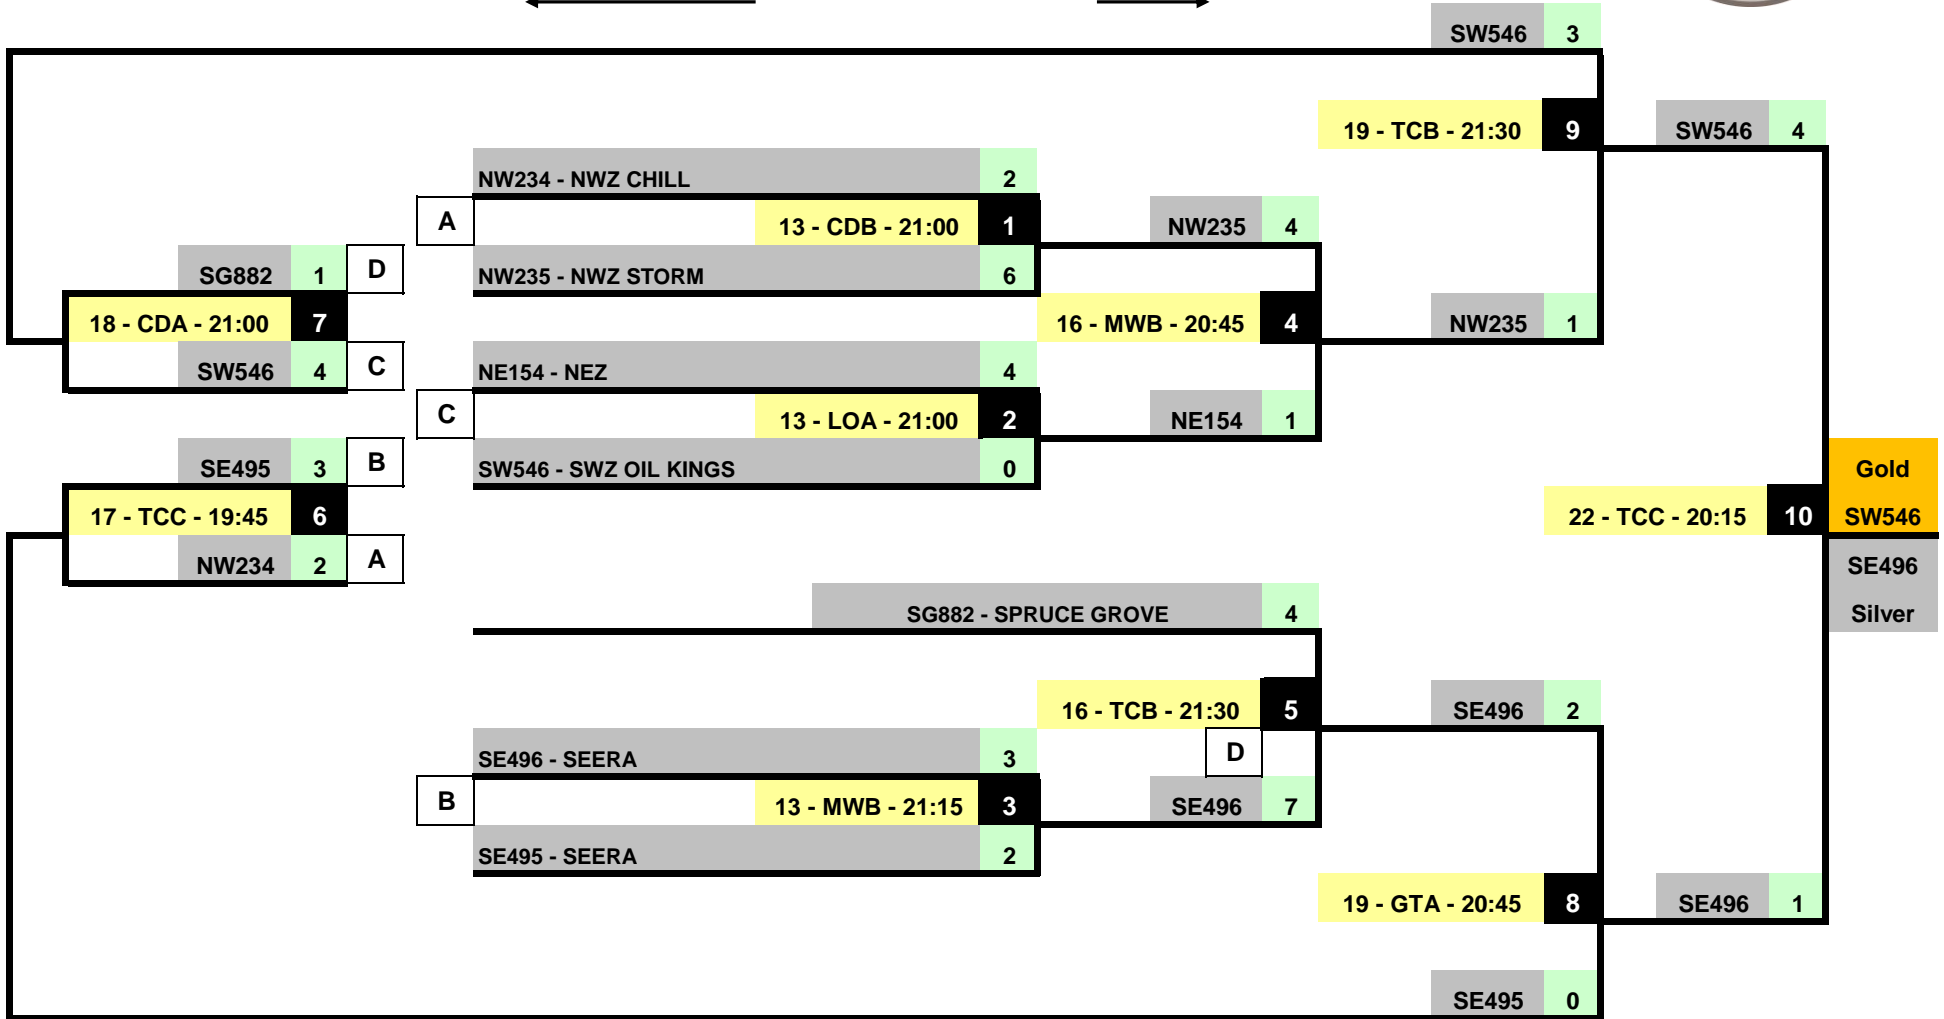 SW546 3
19 - TCB - 21:30 9 SW546 4
NW234 - NWZ CHILL 2
A 13 - CDB - 21:00 1 NW235 4
SG882 1 D NW235 - NWZ STORM 6
18 - CDA - 21:00 7 16 - MWB - 20:45 4 NW235 1
SW546 4 C NE154 - NEZ 4
C 13 - LOA - 21:00 2 NE154 1
SE495 3 B SW546 - SWZ OIL KINGS 0 Gold
17 - TCC - 19:45 6 22 - TCC - 20:15 10 SW546
NW234 2 A SE496
SG882 - SPRUCE GROVE 4 Silver
16 - TCB - 21:30 5 SE496 2
SE496 - SEERA 3 D
B 13 - MWB - 21:15 3 SE496 7
SE495 - SEERA 2
19 - GTA - 20:45 8 SE496 1
SE495 0